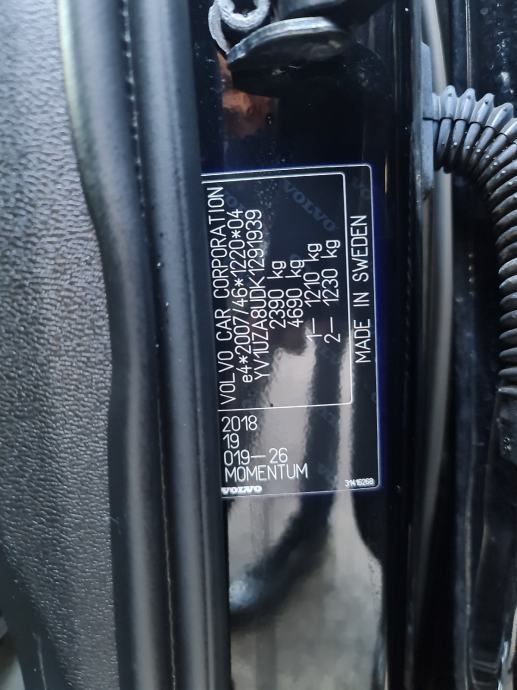 VOLVO CAR CORPORATION
e4*2007/46*1220*04
YV1UZA8UDK1291939
2390 kg
4690 kg
1— 1210 kg
2— 1230 kg
MADE IN SWEDEN
2018
19
019—26
MOMENTUM
VOLVO
31416268